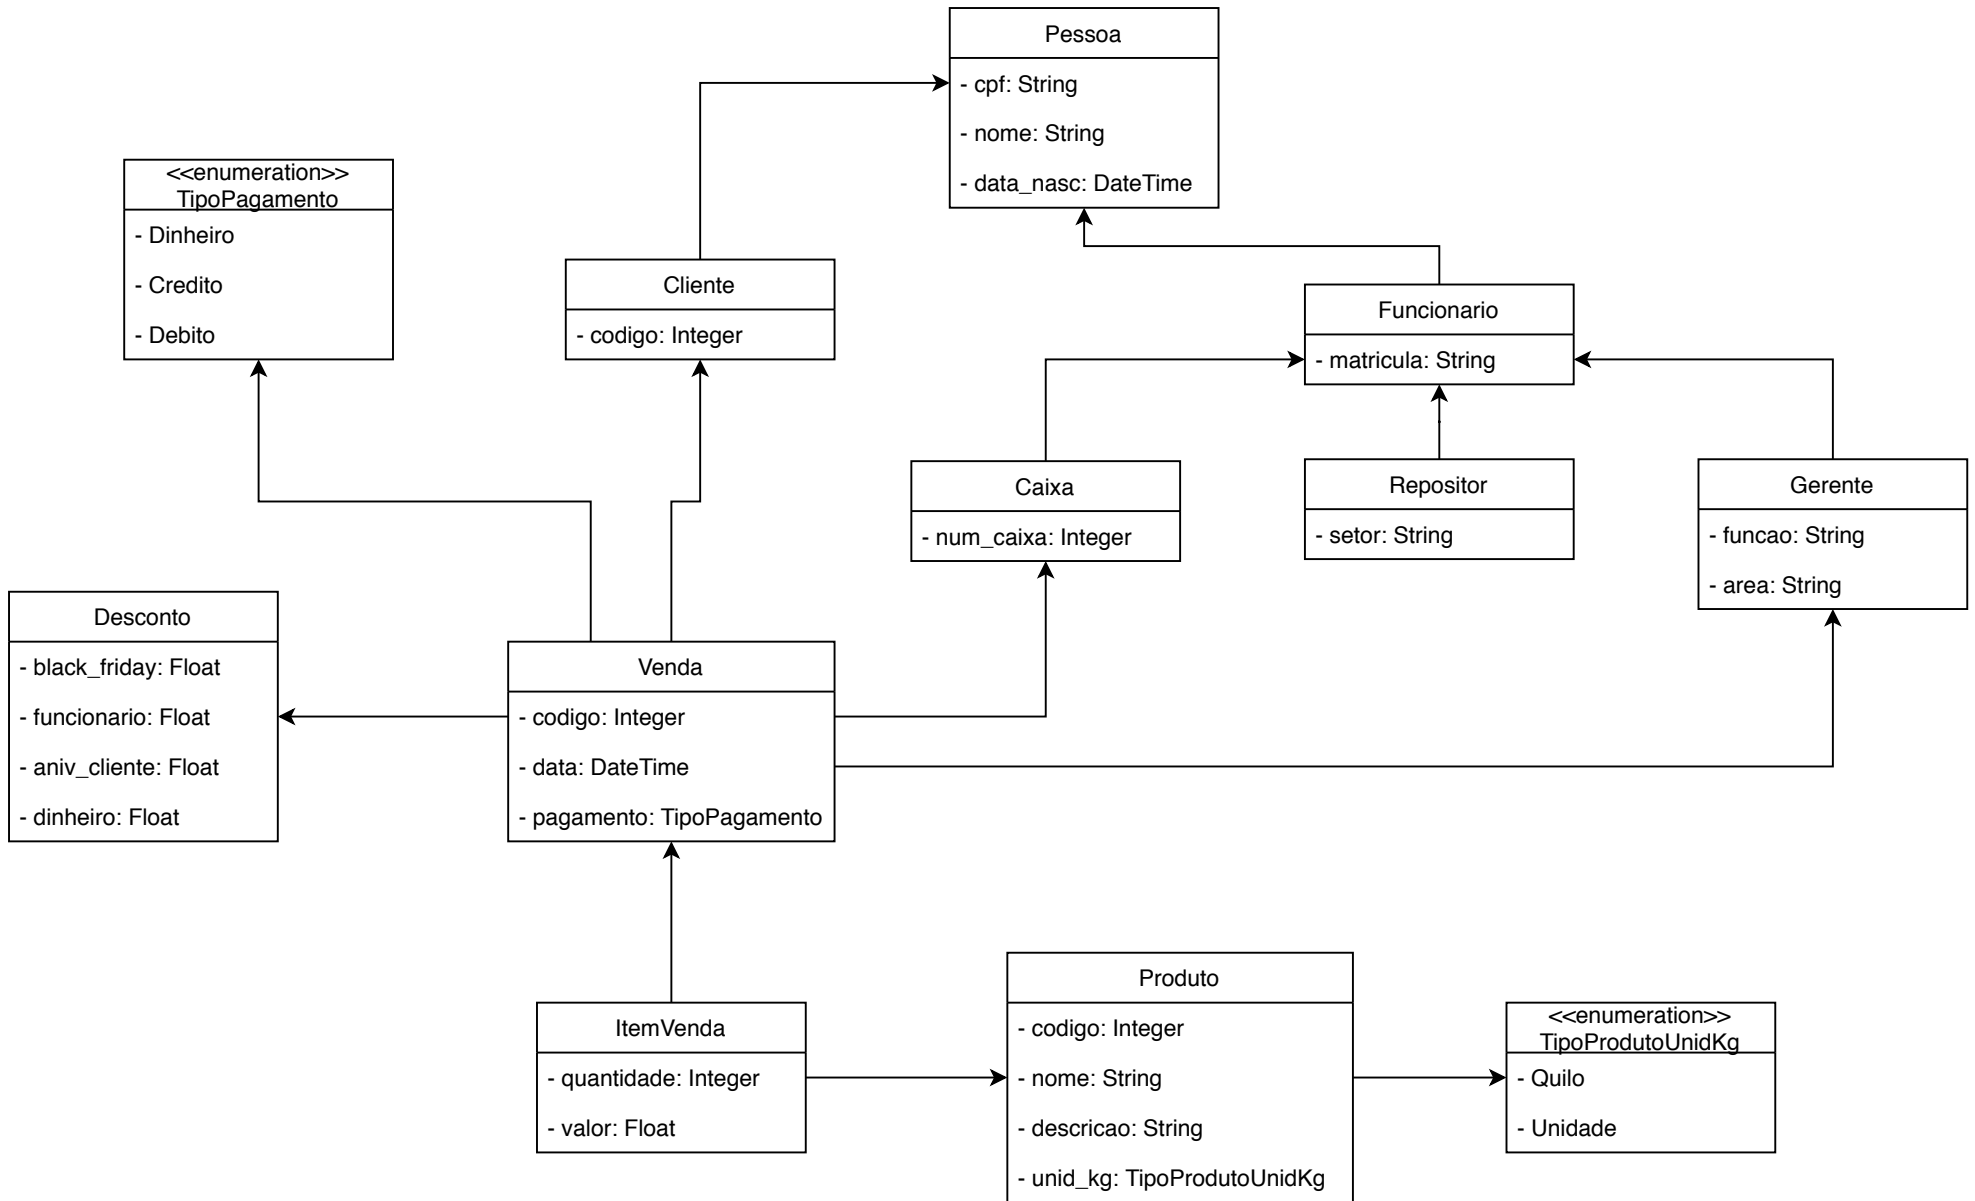 Pessoa
- cpf: String
- nome: String
- data_nasc: DateTime
<<enumeration>>
TipoPagamento
- Dinheiro
- Credito
- Debito
Cliente
- codigo: Integer
Funcionario
- matricula: String
Caixa
- num_caixa: Integer
Repositor
- setor: String
Gerente
- funcao: String
- area: String
Desconto
- black_friday: Float
- funcionario: Float
- aniv_cliente: Float
- dinheiro: Float
Venda
- codigo: Integer
- data: DateTime
- pagamento: TipoPagamento
ItemVenda
- quantidade: Integer
- valor: Float
Produto
- codigo: Integer
- nome: String
- descricao: String
- unid_kg: TipoProdutoUnidKg
<<enumeration>>
TipoProdutoUnidKg
- Quilo
- Unidade